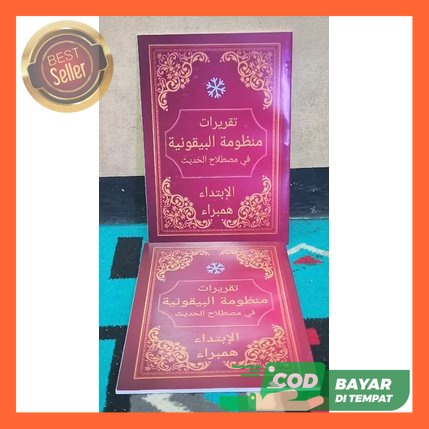 BEST
Seller
تقريرات
منظومة البيقونية
في مصطلاح الحديث
الإبتداء
همبراء
تقريرات
منظومة البيقونية
في مصطلاح الحديث
الإبتداء
همبراء
COD
BAYAR
DI TEMPAT